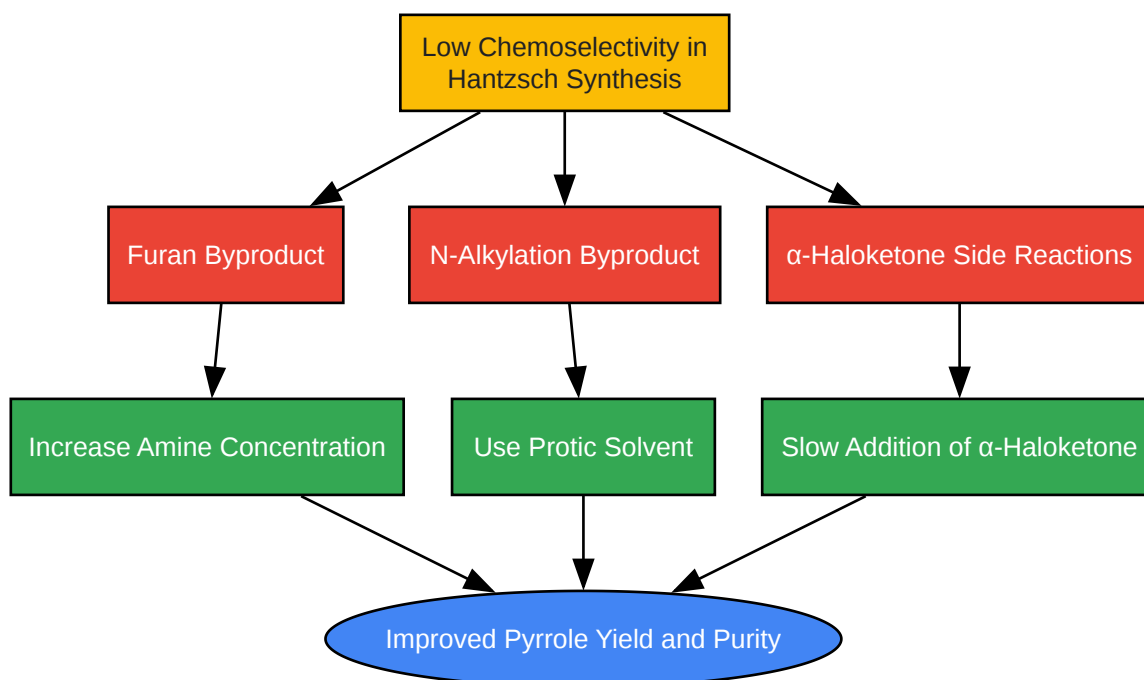 Low Chemoselectivity in
Hantzsch Synthesis
Furan Byproduct
N-Alkylation Byproduct
α-Haloketone Side Reactions
Increase Amine Concentration
Use Protic Solvent
Slow Addition of α-Haloketone
Improved Pyrrole Yield and Purity